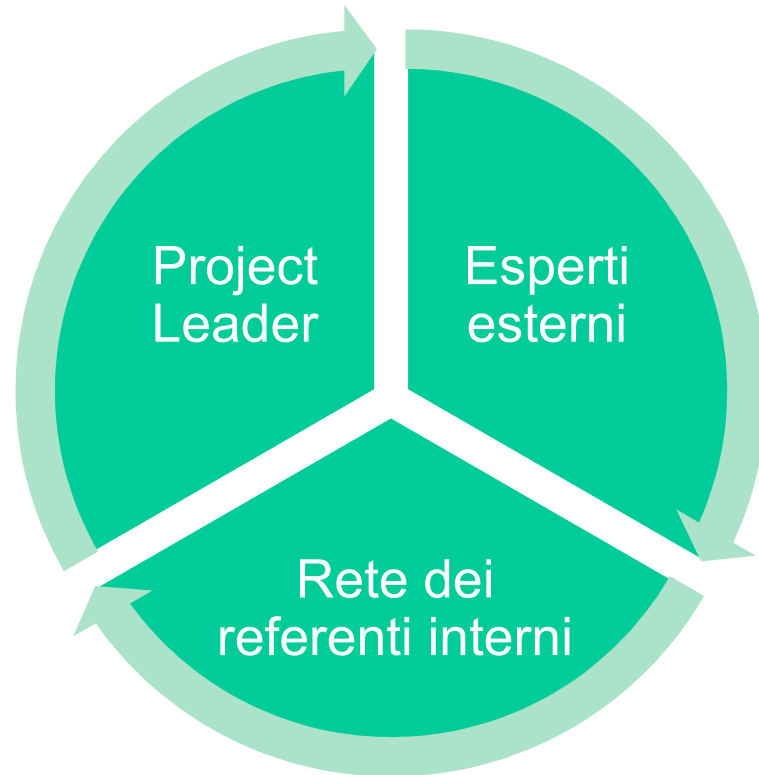 Project
Leader
Esperti
esterni
Rete dei
referenti interni